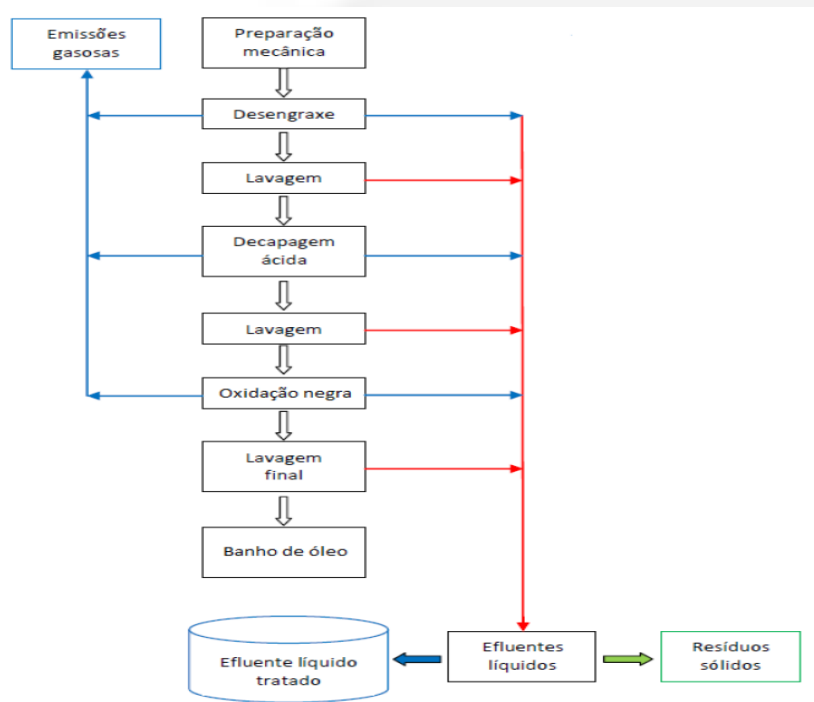 Emissões
gasosas
Preparação
mecânica
Desengraxe
Lavagem
Decapagem
ácida
Lavagem
Oxidação negra
Lavagem
final
Banho de óleo
Efluente líquido
tratado
Efluentes
líquidos
Resíduos
sólidos